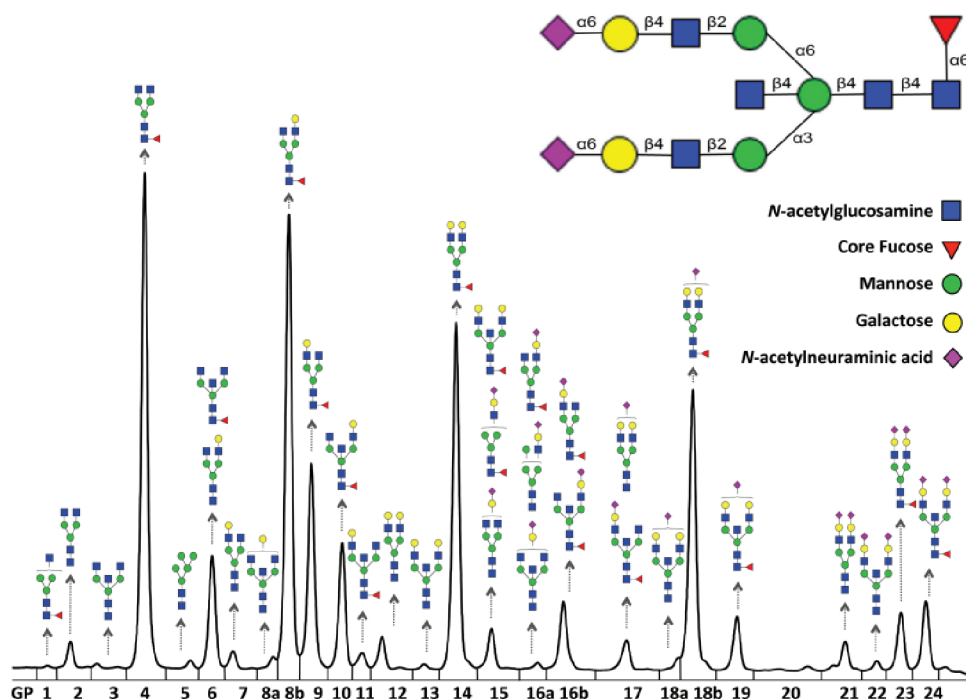 α6 β4 β2
α6 α6
β4 β4 β4
α3
α6 β4 β2
N-acetylglucosamine
Core Fucose
Mannose
Galactose
N-acetylneuraminic acid
GP 1 2 3 4 5 6 7 8a 8b 9 10 11 12 13 14 15 16a 16b 17 18a 18b 19 20 21 22 23 24